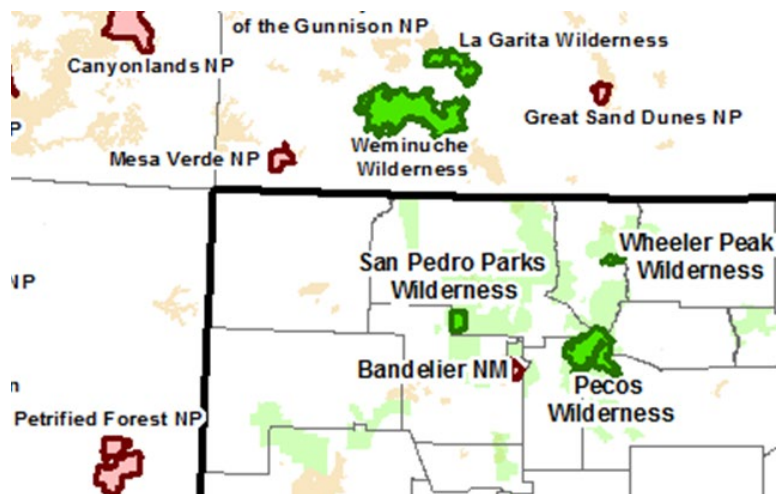 of the Gunnison NP
La Garita Wilderness
Canyonlands NP
Great Sand Dunes NP
P
Weminuche
Wilderness
Mesa Verde NP
Wheeler Peak
Wilderness
San Pedro Parks
Wilderness
NP
Bandelier NM
Pecos
Wilderness
n
Petrified Forest NP